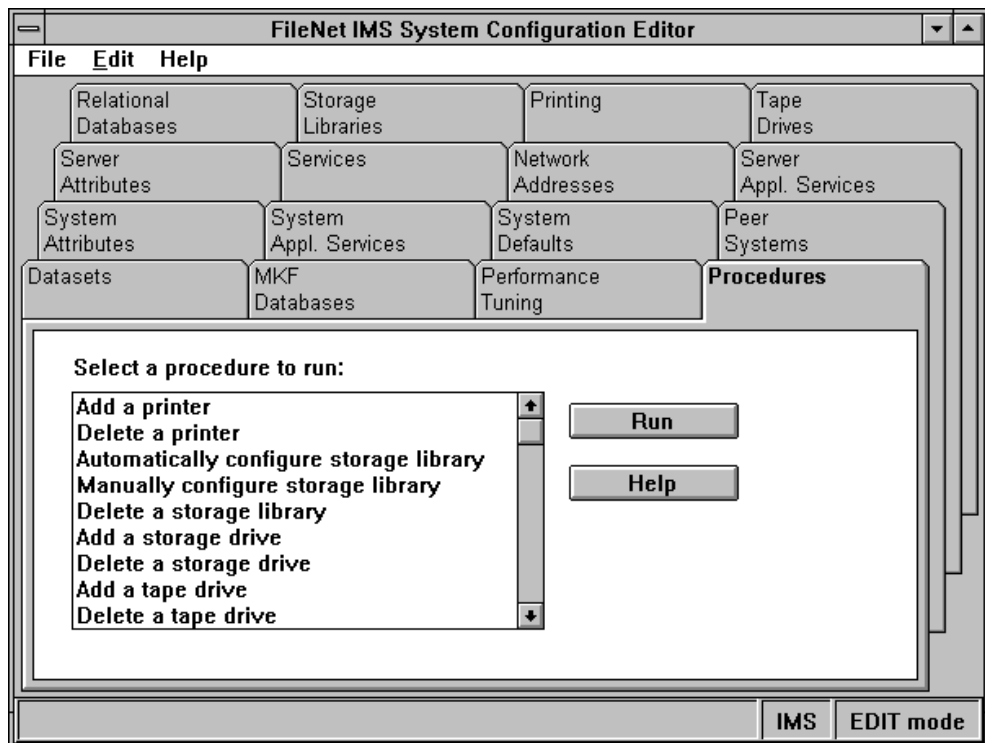 FileNet IMS System Configuration Editor
File Edit Help
Relational
Databases
Storage
Libraries
Printing
Tape
Drives
Server
Attributes
Services
Network
Addresses
Server
Appl. Services
System
Attributes
System
Appl. Services
System
Defaults
Peer
Systems
Datasets
MKF
Databases
Performance
Tuning
Procedures
Select a procedure to run:
Add a printer
Delete a printer
Automatically configure storage library
Manually configure storage library
Delete a storage library
Add a storage drive
Delete a storage drive
Add a tape drive
Delete a tape drive
Run
Help
IMS
EDIT mode